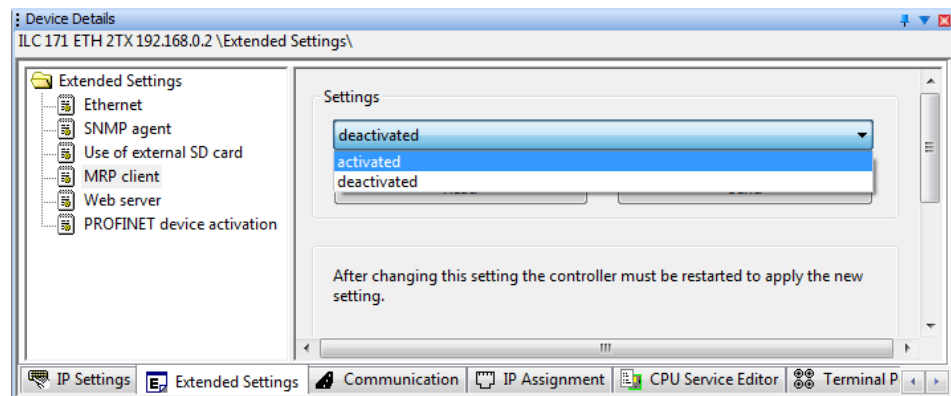 Device Details
ILC 171 ETH 2TX 192.168.0.2 \Extended Settings\
Extended Settings
Ethernet
SNMP agent
Use of external SD card
MRP client
Web server
PROFINET device activation
Settings
deactivated
activated
deactivated
After changing this setting the controller must be restarted to apply the new
setting.
IP Settings Extended Settings Communication IP Assignment CPU Service Editor Terminal P